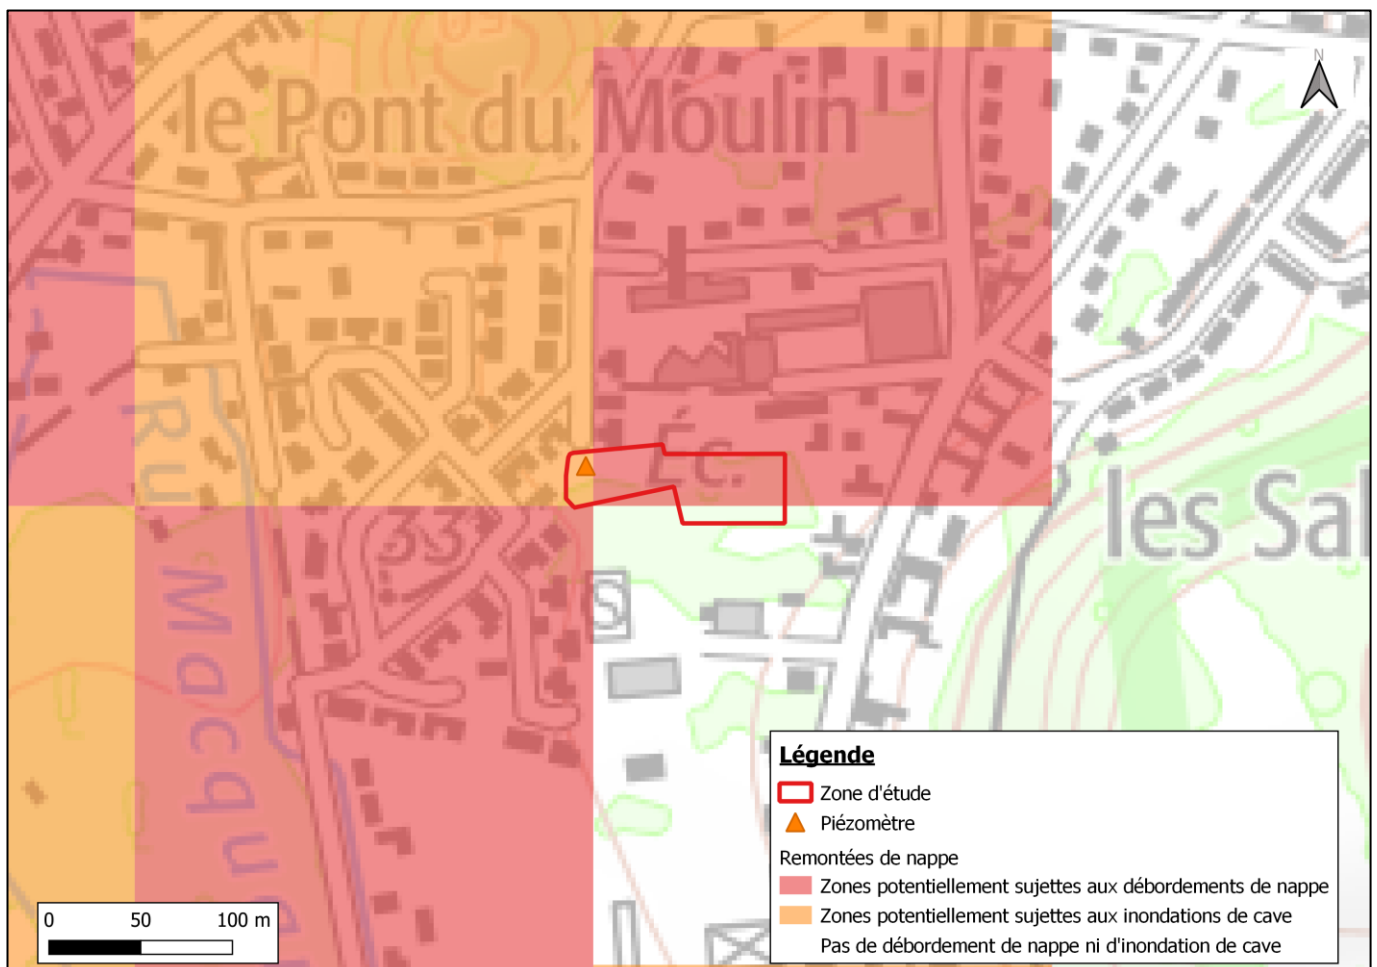 N
le Pont du Moulin
Éc.
Ru
33
les Sal
S
Macquar
Légende
Zone d'étude
Piézomètre
Remontées de nappe
Zones potentiellement sujettes aux débordements de nappe
Zones potentiellement sujettes aux inondations de cave
Pas de débordement de nappe ni d'inondation de cave
0 50 100 m